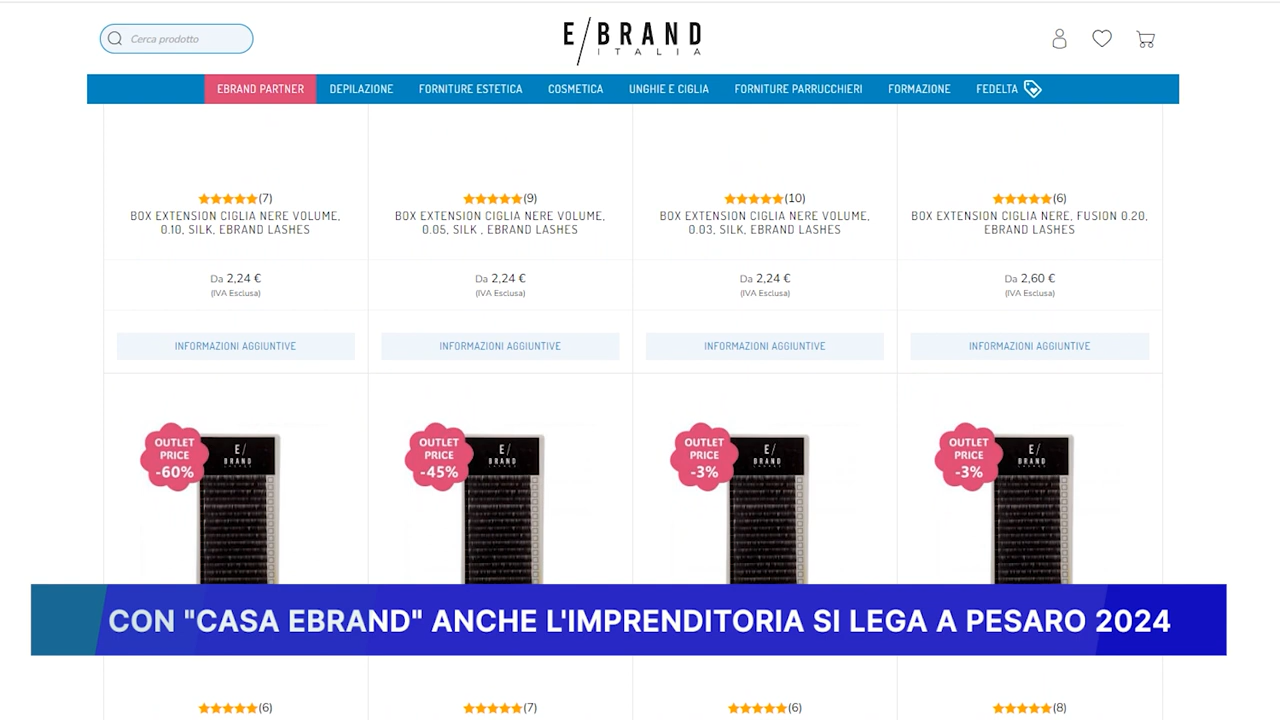 Cerca prodotto
E/BRAND
ITALIA
EBRAND PARTNER
DEPILAZIONE
FORNITURE ESTETICA
COSMETICA
UNGHIE E CIGLIA
FORNITURE PARRUCCHIERI
FORMAZIONE
FEDELTA
(7)
BOX EXTENSION CIGLIA NERE VOLUME,
0.10, SILK, EBRAND LASHES
Da 2,24 €
(IVA Esclusa)
INFORMAZIONI AGGIUNTIVE
(9)
BOX EXTENSION CIGLIA NERE VOLUME,
0.05, SILK , EBRAND LASHES
Da 2,24 €
(IVA Esclusa)
INFORMAZIONI AGGIUNTIVE
(10)
BOX EXTENSION CIGLIA NERE VOLUME,
0.03, SILK, EBRAND LASHES
Da 2,24 €
(IVA Esclusa)
INFORMAZIONI AGGIUNTIVE
(6)
BOX EXTENSION CIGLIA NERE, FUSION 0.20,
EBRAND LASHES
Da 2,60 €
(IVA Esclusa)
INFORMAZIONI AGGIUNTIVE
OUTLET
PRICE
-60%
E/
BRAND
OUTLET
PRICE
-45%
E/
BRAND
OUTLET
PRICE
-3%
E/
BRAND
OUTLET
PRICE
-3%
E/
BRAND
CON "CASA EBRAND" ANCHE L'IMPRENDITORIA SI LEGA A PESARO 2024
(6)
(7)
(6)
(8)